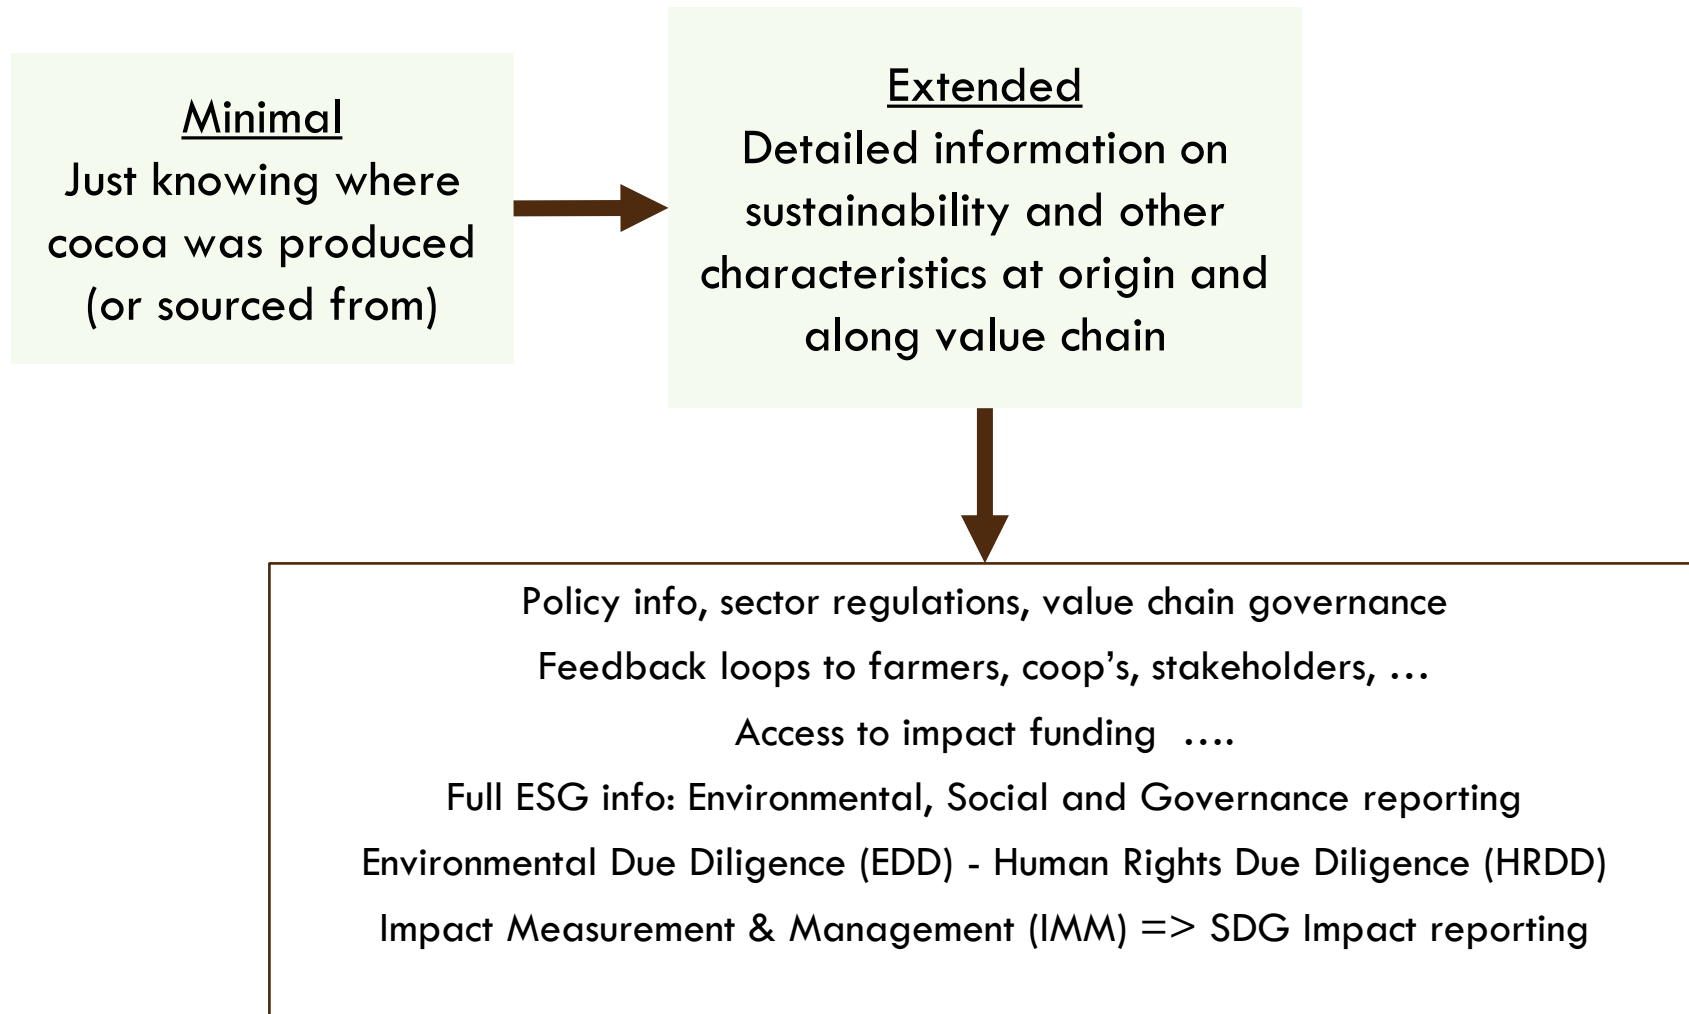 Minimal
Just knowing where
cocoa was produced
(or sourced from)
Extended
Detailed information on
sustainability and other
characteristics at origin and
along value chain
Policy info, sector regulations, value chain governance
Feedback loops to farmers, coop's, stakeholders, …
Access to impact funding  ….
Full ESG info: Environmental, Social and Governance reporting
Environmental Due Diligence (EDD) - Human Rights Due Diligence (HRDD)
Impact Measurement & Management (IMM) => SDG Impact reporting